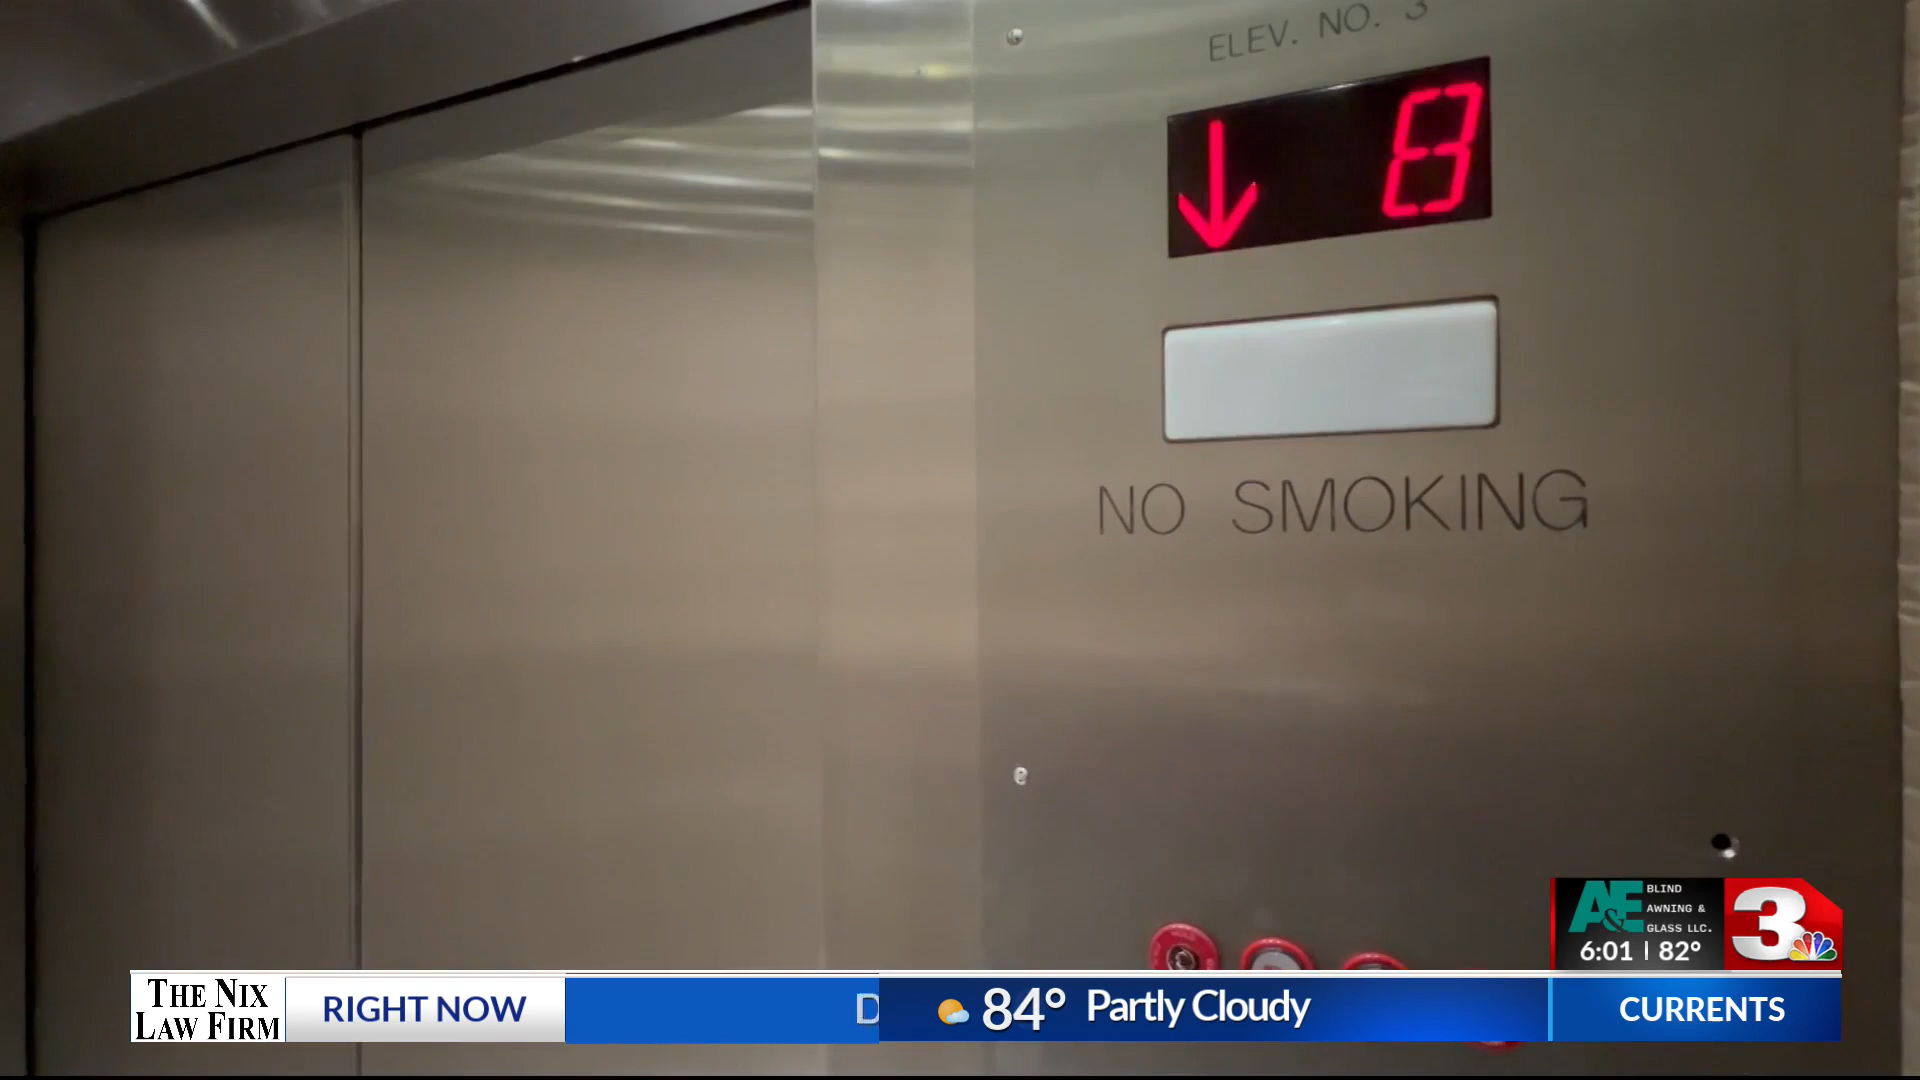 ELEV. NO. 3
8
NO SMOKING
A&E
BLIND
AWNING &
GLASS LLC.
6:01 | 82°
3
THE NIX
LAW FIRM
RIGHT NOW
D
84° Partly Cloudy
CURRENTS